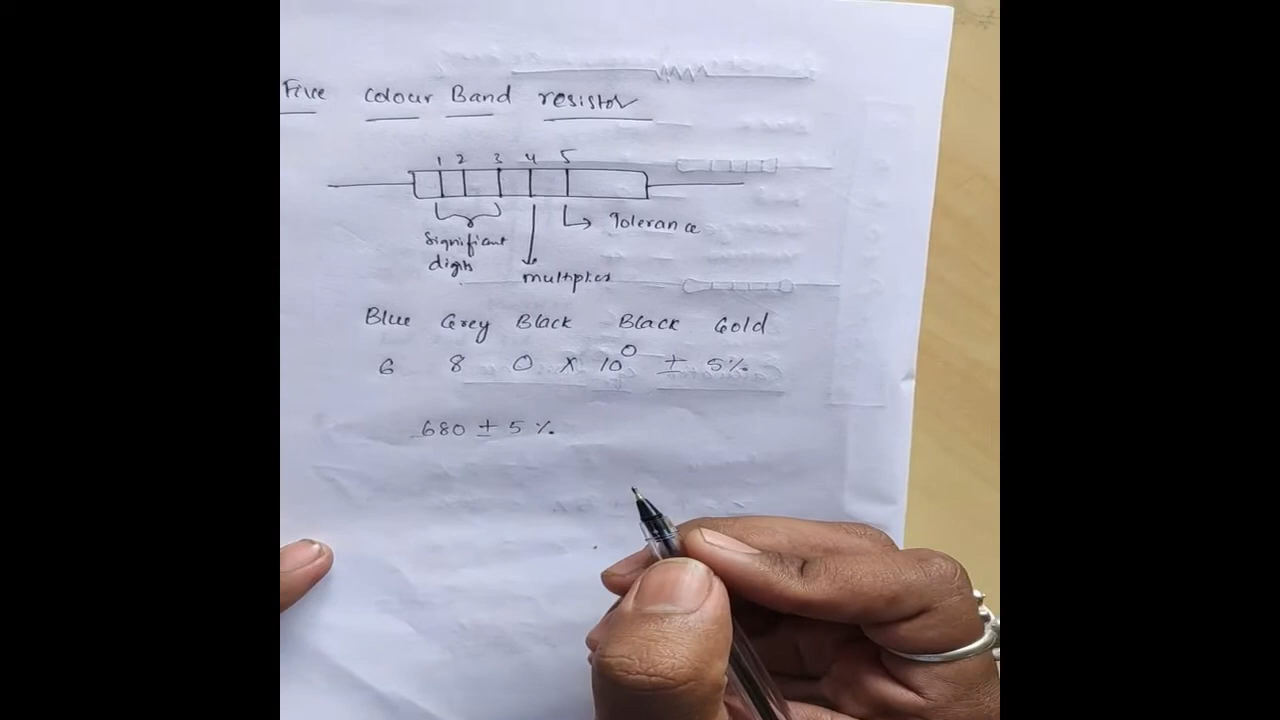 Five colour Band resistor
1 2 3 4 5
Tolerance
Significant
digits
multiplier
Blue Grey Black Black Gold
6 8 0 x 10⁰ ± 5%
680 ± 5 %